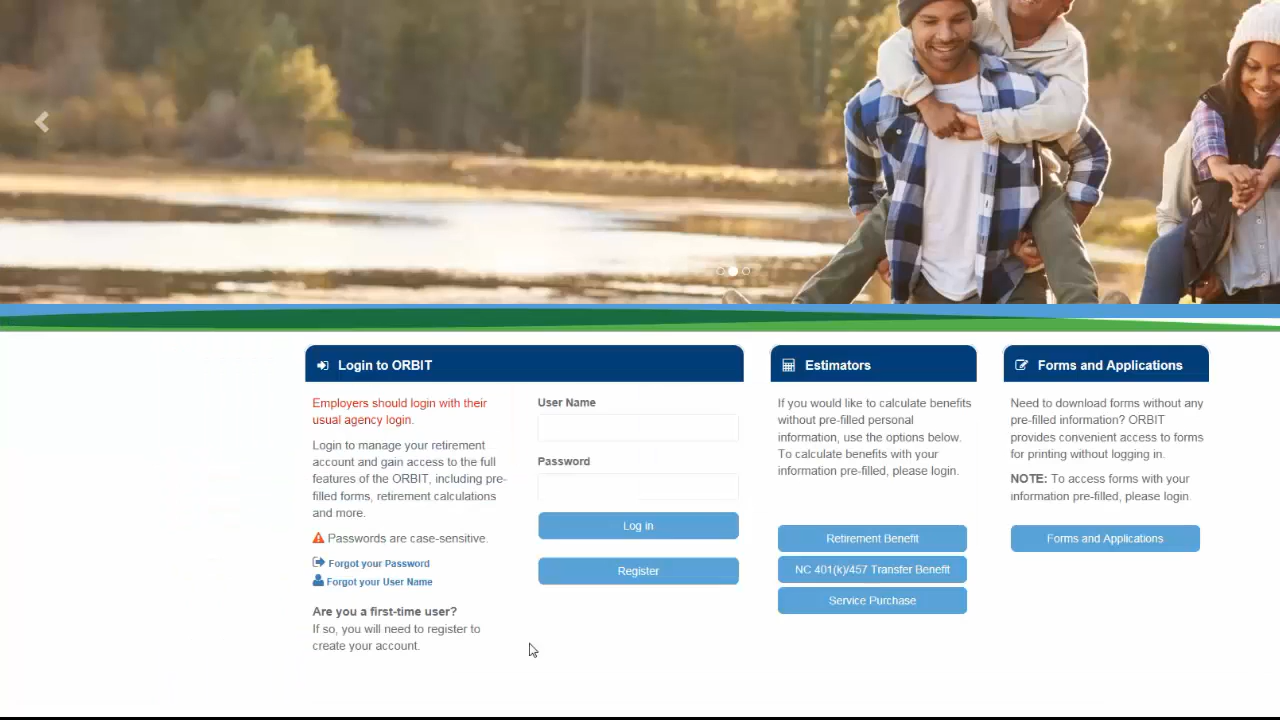 Login to ORBIT
Employers should login with their
usual agency login.
Login to manage your retirement
account and gain access to the full
features of the ORBIT, including pre-
filled forms, retirement calculations
and more.
Passwords are case-sensitive.
Forgot your Password
Forgot your User Name
Are you a first-time user?
If so, you will need to register to
create your account.
User Name
Password
Log in
Register
Estimators
If you would like to calculate benefits
without pre-filled personal
information, use the options below.
To calculate benefits with your
information pre-filled, please login.
Retirement Benefit
NC 401(k)/457 Transfer Benefit
Service Purchase
Forms and Applications
Need to download forms without any
pre-filled information? ORBIT
provides convenient access to forms
for printing without logging in.
NOTE: To access forms with your
information pre-filled, please login.
Forms and Applications